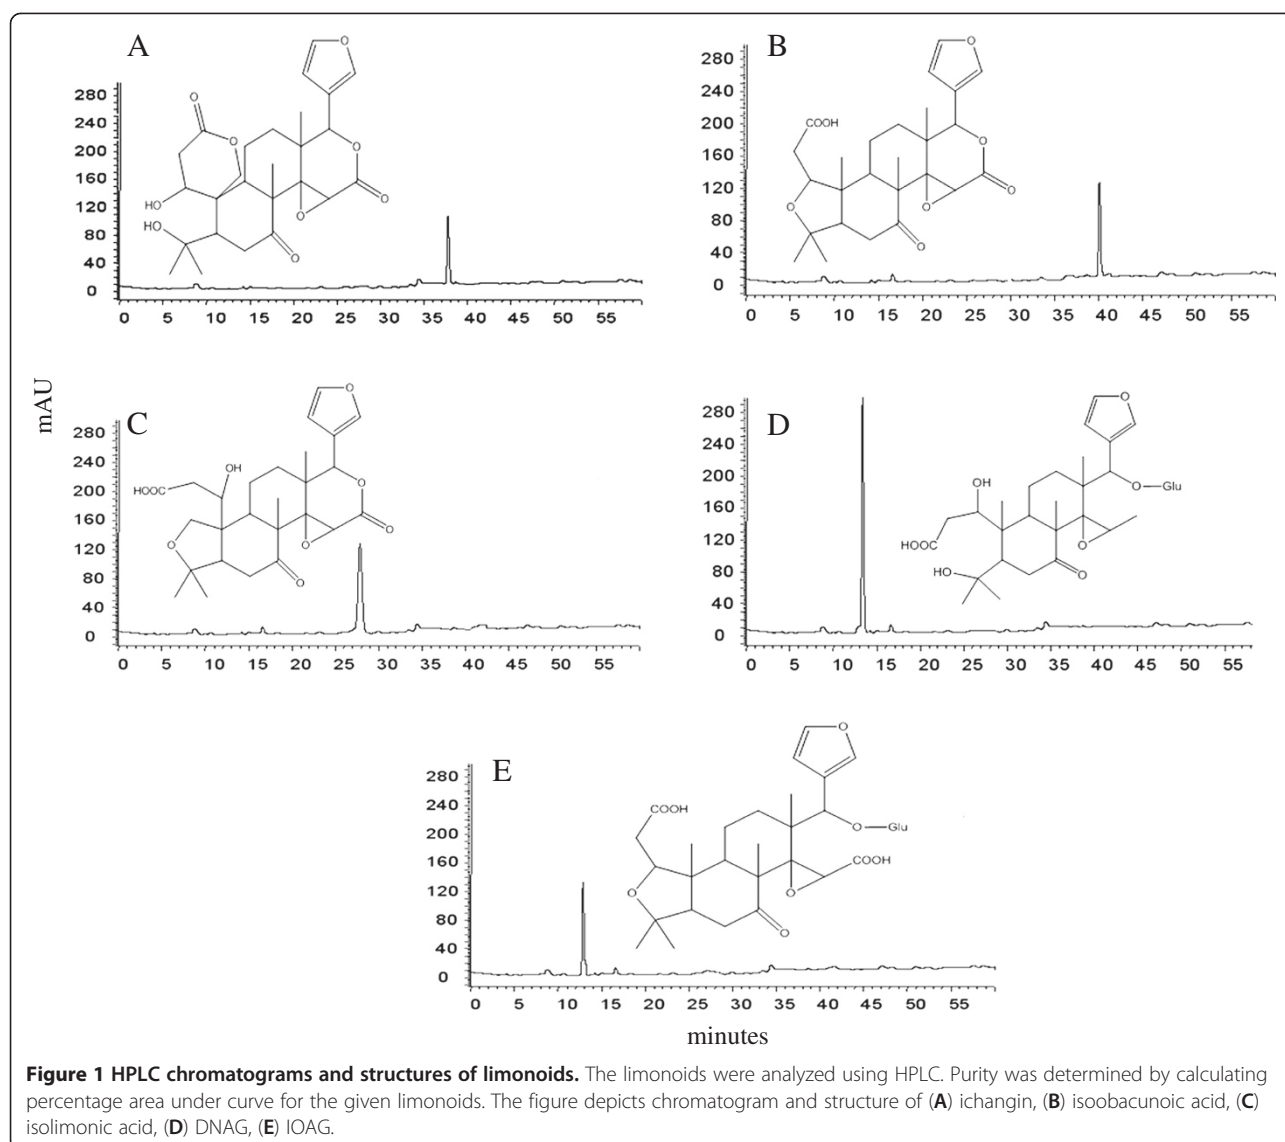 A
O
O
O
O
HO
HO
O
O
O
280
240
200
160
120
80
40
0
0 5 10 15 20 25 30 35 40 45 50 55
B
O
COOH
O
O
O
O
O
280
240
200
160
120
80
40
0
0 5 10 15 20 25 30 35 40 45 50 55
mAU
C
O
OH
HOOC
O
O
O
O
O
280
240
200
160
120
80
40
0
0 5 10 15 20 25 30 35 40 45 50 55
D
O
OH
O—Glu
HOOC
O
HO
O
280
240
200
160
120
80
40
0
0 5 10 15 20 25 30 35 40 45 50 55
E
O
COOH
O—Glu
COOH
O
O
O
280
240
200
160
120
80
40
0
0 5 10 15 20 25 30 35 40 45 50 55
minutes
Figure 1 HPLC chromatograms and structures of limonoids. The limonoids were analyzed using HPLC. Purity was determined by calculating
percentage area under curve for the given limonoids. The figure depicts chromatogram and structure of (A) ichangin, (B) isoobacunoic acid, (C)
isolimonic acid, (D) DNAG, (E) IOAG.